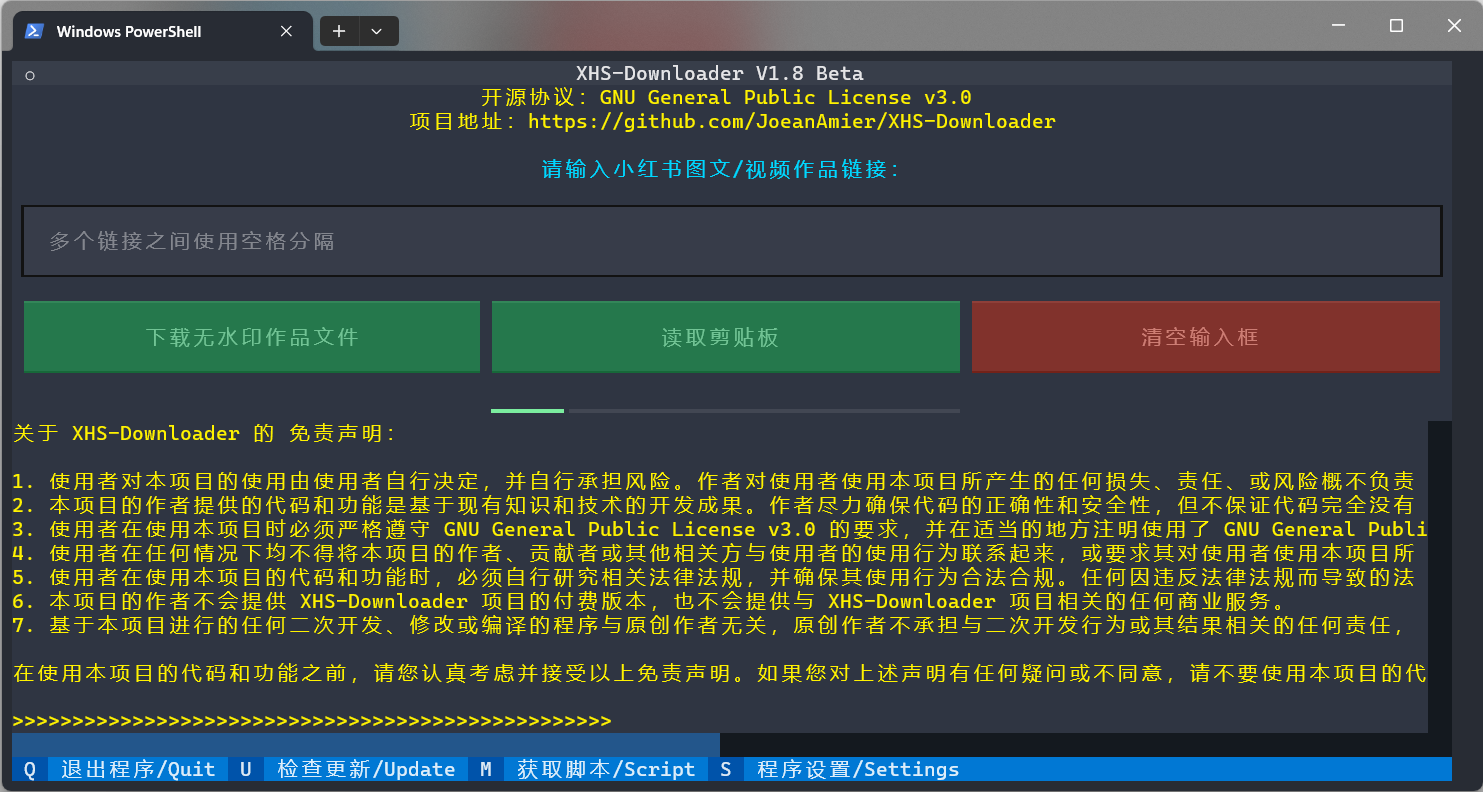 Windows PowerShell
XHS-Downloader V1.8 Beta
开源协议：GNU General Public License v3.0
项目地址：https://github.com/JoeanAmier/XHS-Downloader
请输入小红书图文/视频作品链接：
多个链接之间使用空格分隔
下载无水印作品文件
读取剪贴板
清空输入框
关于 XHS-Downloader 的 免责声明：
1. 使用者对本项目的使用由使用者自行决定，并自行承担风险。作者对使用者使用本项目所产生的任何损失、责任、或风险概不负责
2. 本项目的作者提供的代码和功能是基于现有知识和技术的开发成果。作者尽力确保代码的正确性和安全性，但不保证代码完全没有
3. 使用者在使用本项目时必须严格遵守 GNU General Public License v3.0 的要求，并在适当的地方注明使用了 GNU General Publi
4. 使用者在任何情况下均不得将本项目的作者、贡献者或其他相关方与使用者的使用行为联系起来，或要求其对使用者使用本项目所
5. 使用者在使用本项目的代码和功能时，必须自行研究相关法律法规，并确保其使用行为合法合规。任何因违反法律法规而导致的法
6. 本项目的作者不会提供 XHS-Downloader 项目的付费版本，也不会提供与 XHS-Downloader 项目相关的任何商业服务。
7. 基于本项目进行的任何二次开发、修改或编译的程序与原创作者无关，原创作者不承担与二次开发行为或其结果相关的任何责任，
在使用本项目的代码和功能之前，请您认真考虑并接受以上免责声明。如果您对上述声明有任何疑问或不同意，请不要使用本项目的代
>>>>>>>>>>>>>>>>>>>>>>>>>>>>>>>>>>>>>>>>>>>>>>>>>>
Q 退出程序/Quit U 检查更新/Update M 获取脚本/Script S 程序设置/Settings